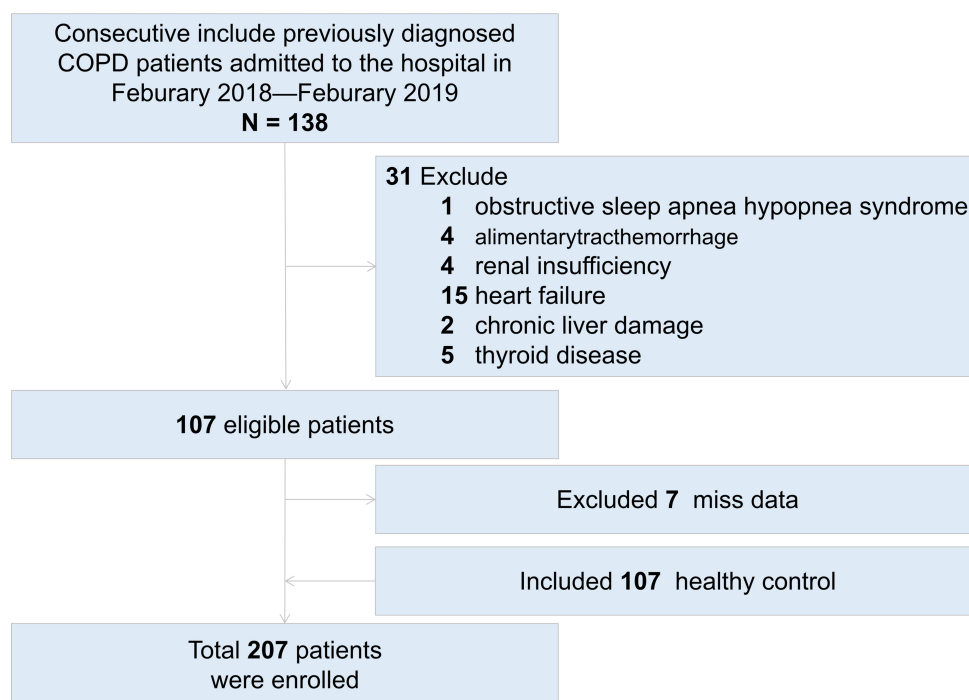 Consecutive include previously diagnosed
COPD patients admitted to the hospital in
Feburary 2018—Feburary 2019
N = 138
31 Exclude
1 obstructive sleep apnea hypopnea syndrome
4 alimentarytracthemorrhage
4 renal insufficiency
15 heart failure
2 chronic liver damage
5 thyroid disease
107 eligible patients
Excluded 7 miss data
Included 107 healthy control
Total 207 patients
were enrolled